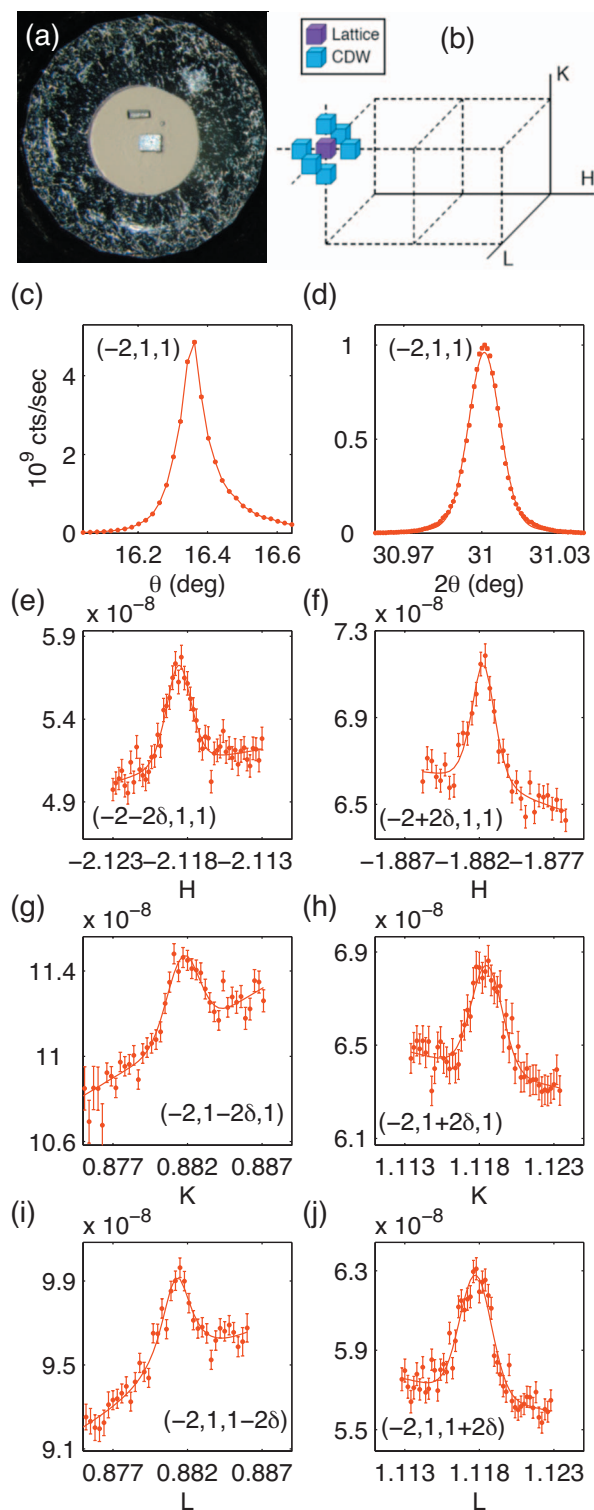 (a)
Lattice
CDW
(b)
K
H
L
(c)
(d)
(−2,1,1)
(−2,1,1)
10⁹ cts/sec
4
2
0
1
0.5
0
16.2 16.4 16.6
30.97 31 31.03
θ (deg)
2θ (deg)
(e)
x 10−8
(f)
x 10−8
5.9
5.4
4.9
7.3
6.9
6.5
(−2−2δ,1,1)
(−2+2δ,1,1)
−2.123 −2.118 −2.113
−1.887 −1.882 −1.877
H
H
(g)
x 10−8
(h)
x 10−8
11.4
11
10.6
6.9
6.5
6.1
(−2,1−2δ,1)
(−2,1+2δ,1)
0.877 0.882 0.887
1.113 1.118 1.123
K
K
(i)
x 10−8
(j)
x 10−8
9.9
9.5
9.1
6.3
5.9
5.5
(−2,1,1−2δ)
(−2,1,1+2δ)
0.877 0.882 0.887
1.113 1.118 1.123
L
L